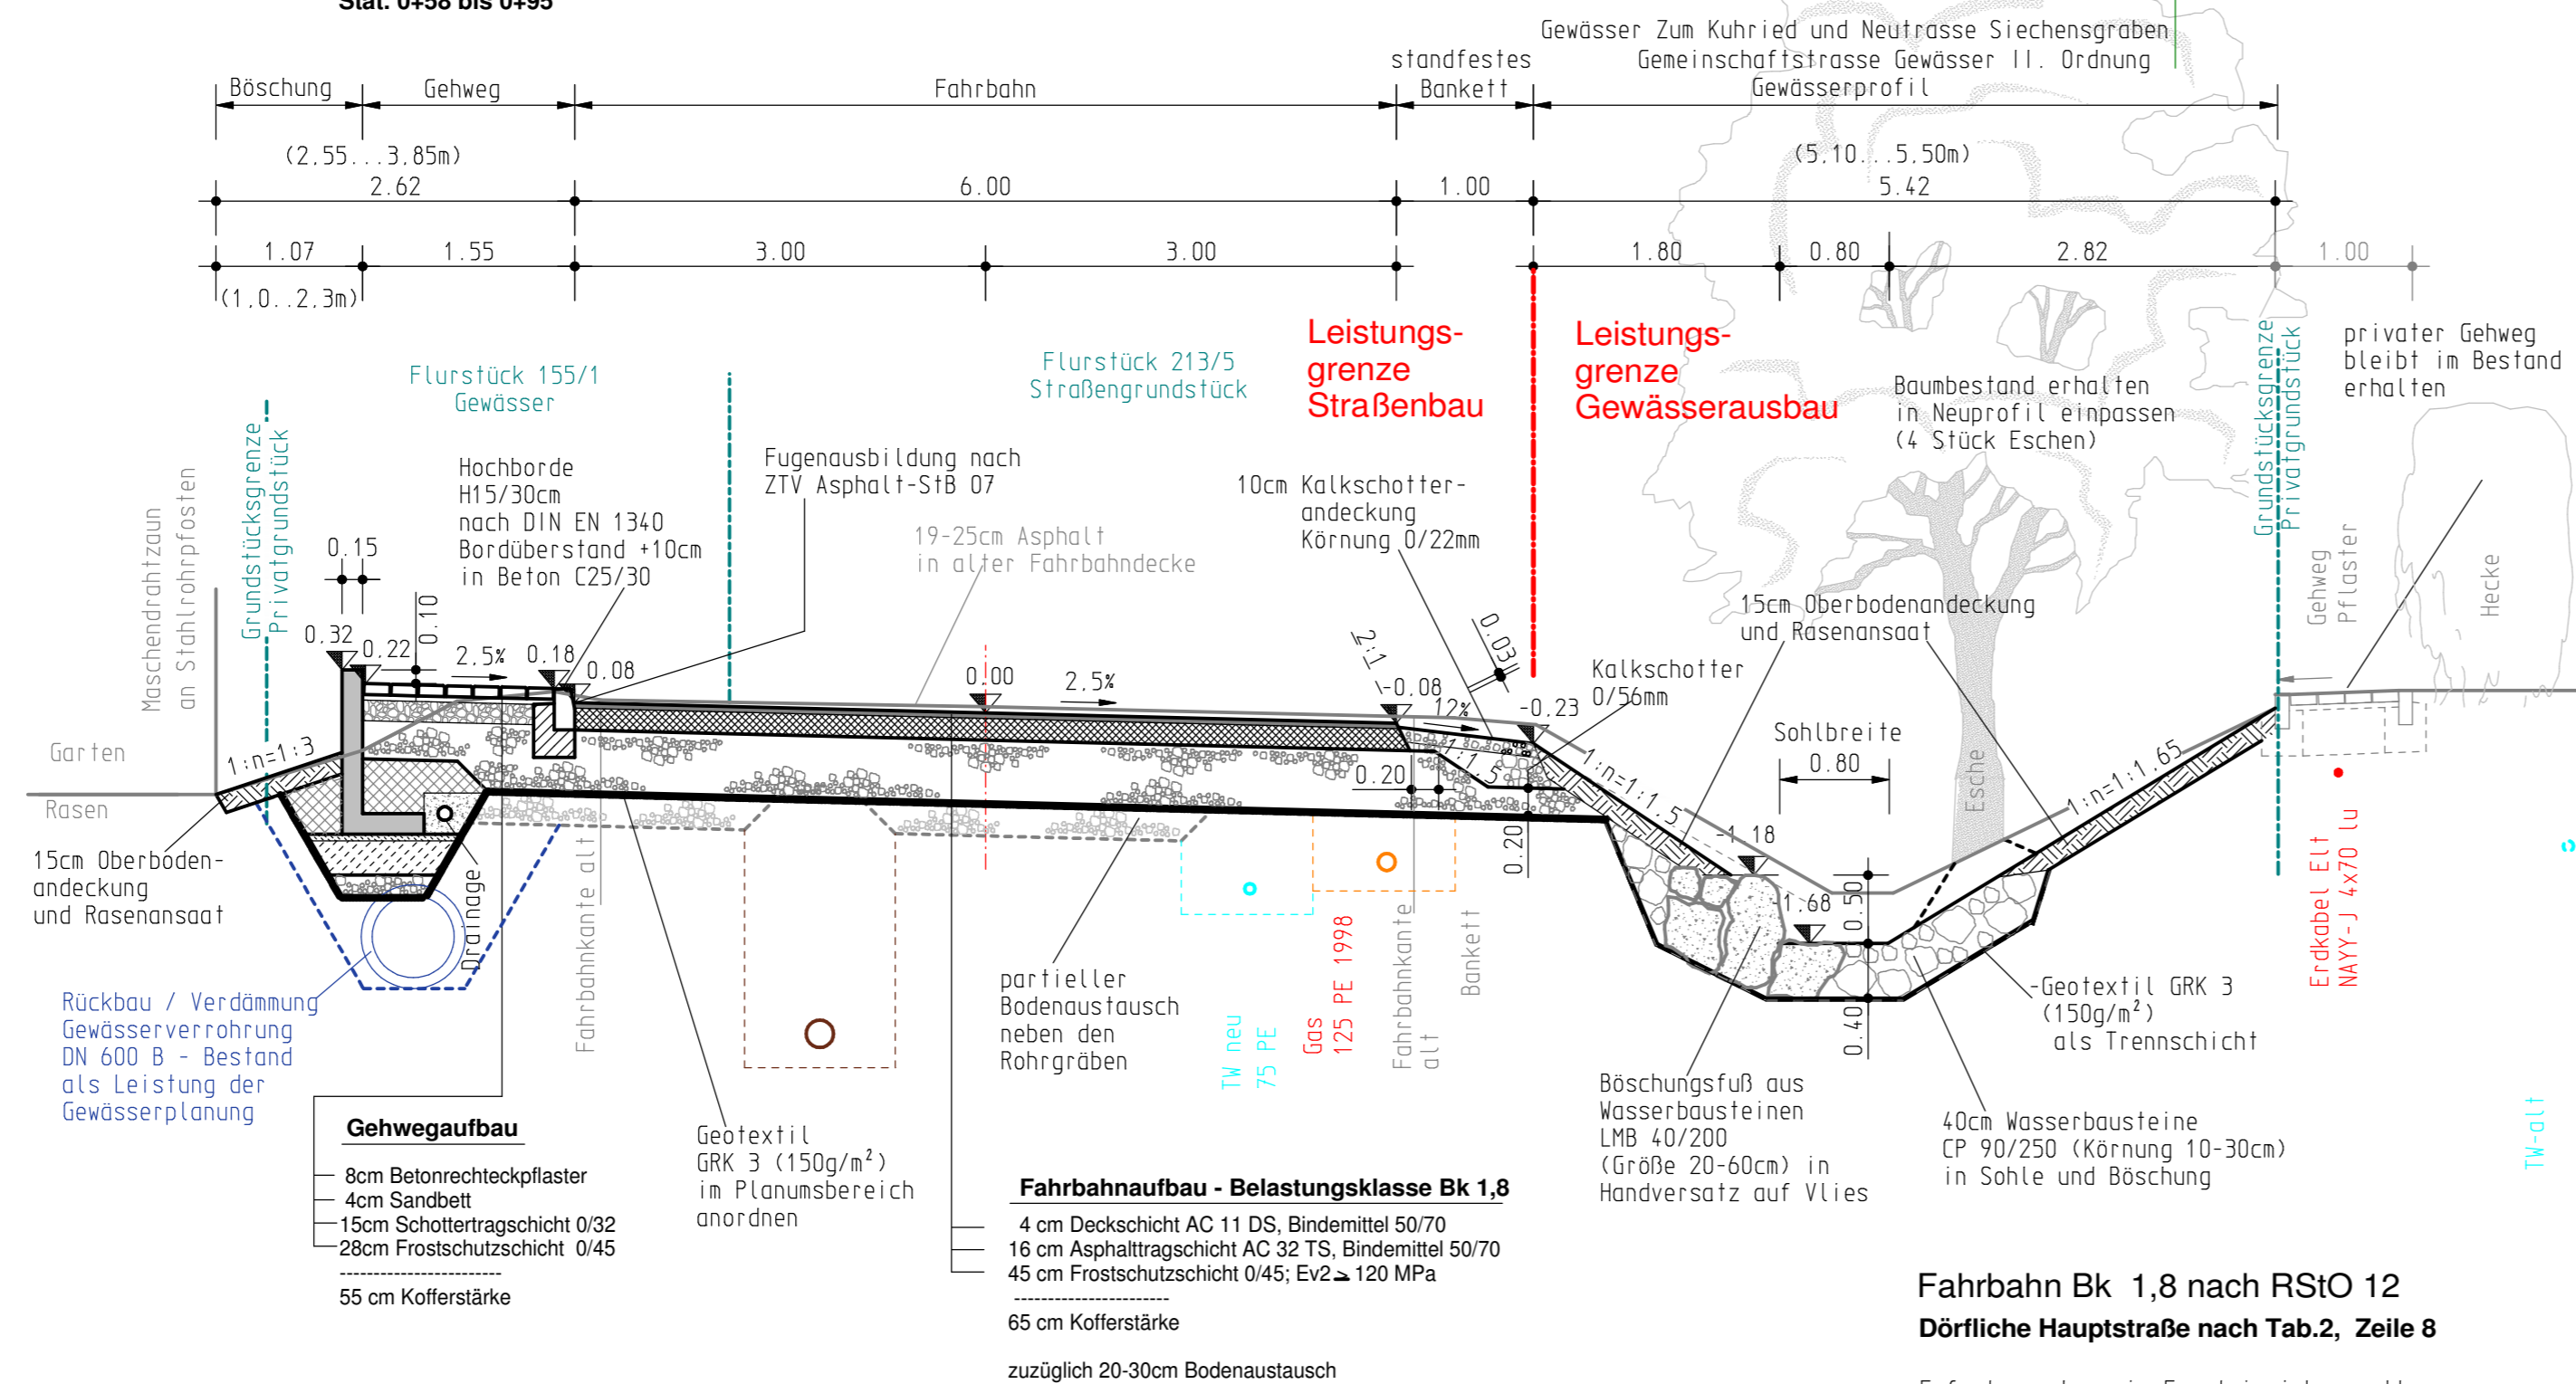 Stat. 0+58 bis 0+95
Gewässer Zum Kuhried und Neutrasse Siechensgraben
Gemeinschaftstrasse Gewässer II. Ordnung
Gewässerprofil
standfestes
Bankett
Böschung
Gehweg
Fahrbahn
(2,55...3,85m)
2.62
6.00
1.00
(5,10...5,50m)
5.42
1.07
1.55
3.00
3.00
1.80
0.80
2.82
1.00
(1,0..2,3m)
Leistungs-
grenze
Straßenbau
Leistungs-
grenze
Gewässerausbau
Flurstück 155/1
Gewässer
Flurstück 213/5
Straßengrundstück
privater Gehweg
bleibt im Bestand
erhalten
Baumbestand erhalten
in Neuprofil einpassen
(4 Stück Eschen)
Grundstücksgrenze
Privatgrundstück
Grundstücksgrenze
Privatgrundstück
Maschendrahtzaun
an Stahlrohrpfosten
Hochborde
H15/30cm
nach DIN EN 1340
Bordüberstand +10cm
in Beton C25/30
Fugenausbildung nach
ZTV Asphalt-StB 07
19-25cm Asphalt
in alter Fahrbahndecke
10cm Kalkschotter-
andeckung
Körnung 0/22mm
15cm Oberbodenandeckung
und Rasenansaat
Kalkschotter
0/56mm
Gehweg
Pflaster
Hecke
0.15
0.10
0,32
0,22
2,5%
0,18
0,08
0,00
2,5%
2:1
-0,08
12%
0.03
-0,23
Sohlbreite
0.80
Garten
Rasen
1:n=1:3
1:1,5
0.20
0.20
1:n=1:1.5
1:n=1:1.65
Esche
-1,18
-1,68
0.50
0.40
15cm Oberboden-
andeckung
und Rasenansaat
Drainage
Fahrbahnkante alt
Rückbau / Verdämmung
Gewässerverrohrung
DN 600 B - Bestand
als Leistung der
Gewässerplanung
partieller
Bodenaustausch
neben den
Rohrgräben
TW neu
75 PE
Gas
125 PE 1998
Fahrbahnkante
alt
Bankett
Erdkabel Elt
NAYY-J 4x70 lu
TW-alt
-Geotextil GRK 3
(150g/m²)
als Trennschicht
Böschungsfuß aus
Wasserbausteinen
LMB 40/200
(Größe 20-60cm) in
Handversatz auf Vlies
40cm Wasserbausteine
CP 90/250 (Körnung 10-30cm)
in Sohle und Böschung
Geotextil
GRK 3 (150g/m²)
im Planumsbereich
anordnen
Gehwegaufbau
8cm Betonrechteckpflaster
4cm Sandbett
15cm Schottertragschicht 0/32
28cm Frostschutzschicht 0/45
------------------------
55 cm Kofferstärke
Fahrbahnaufbau - Belastungsklasse Bk 1,8
4 cm Deckschicht AC 11 DS, Bindemittel 50/70
16 cm Asphalttragschicht AC 32 TS, Bindemittel 50/70
45 cm Frostschutzschicht 0/45; Ev2 ≥ 120 MPa
-----------------------
65 cm Kofferstärke
zuzüglich 20-30cm Bodenaustausch
Fahrbahn Bk 1,8 nach RStO 12
Dörfliche Hauptstraße nach Tab.2, Zeile 8